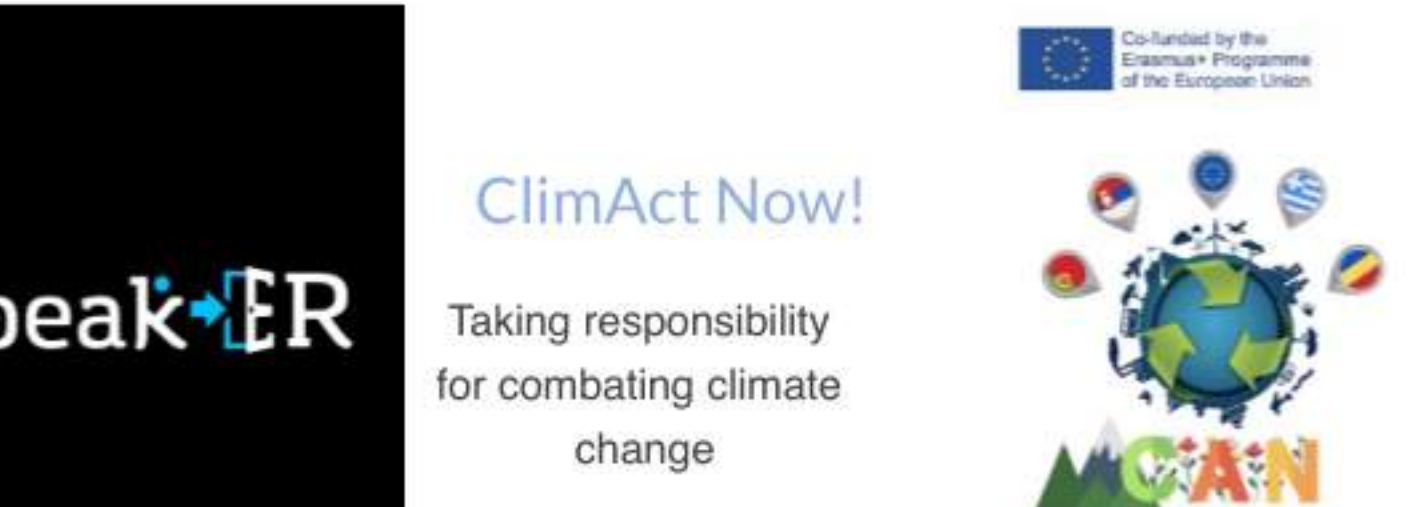 peak ER
ClimAct Now!
Taking responsibility
for combating climate
change
Co-funded by the
Erasmus+ Programme
of the European Union
CAN